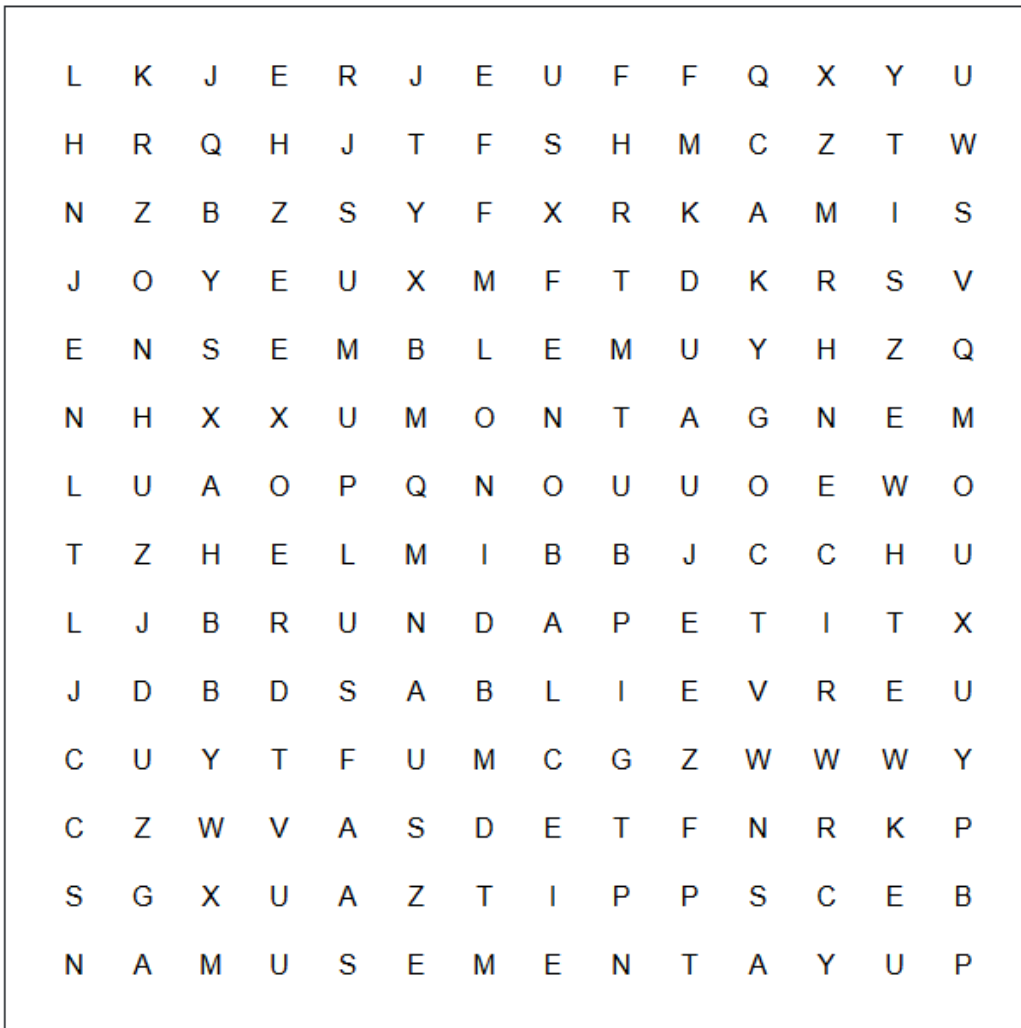 L K J E R J E U F F Q X Y U
H R Q H J T F S H M C Z T W
N Z B Z S Y F X R K A M I S
J O Y E U X M F T D K R S V
E N S E M B L E M U Y H Z Q
N H X X U M O N T A G N E M
L U A O P Q N O U U O E W O
T Z H E L M I B B J C C H U
L J B R U N D A P E T I T X
J D B D S A B L I E V R E U
C U Y T F U M C G Z W W W Y
C Z W V A S D E T F N R K P
S G X U A Z T I P P S C E B
N A M U S E M E N T A Y U P